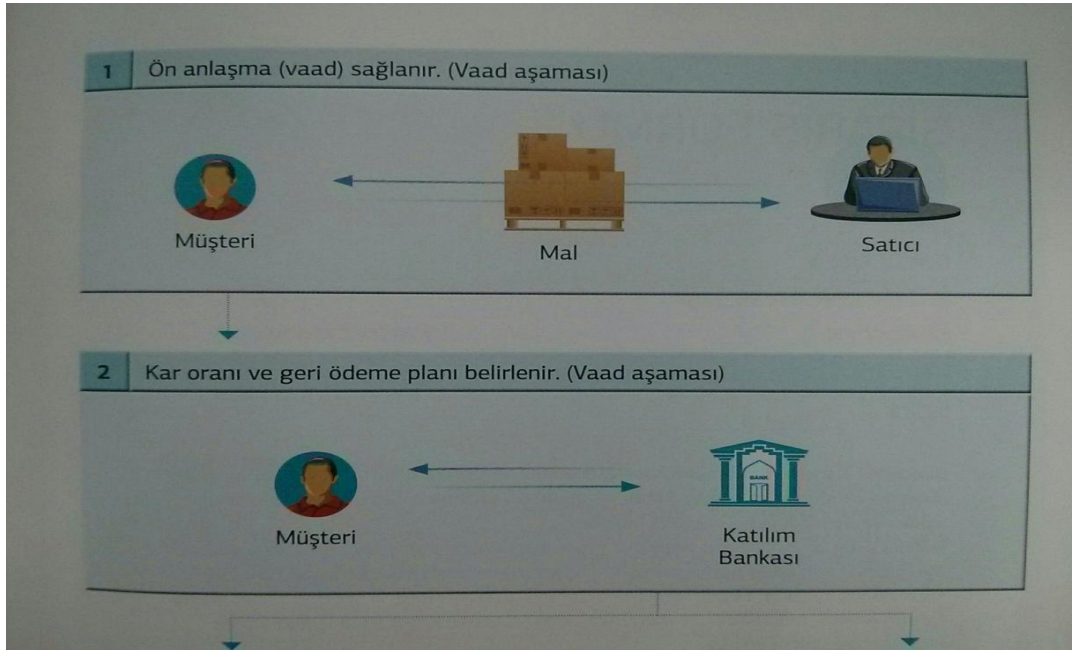 1 Ön anlaşma (vaad) sağlanır. (Vaad aşaması)
Müşteri
Mal
Satıcı
2 Kar oranı ve geri ödeme planı belirlenir. (Vaad aşaması)
BANK
Müşteri
Katılım
Bankası